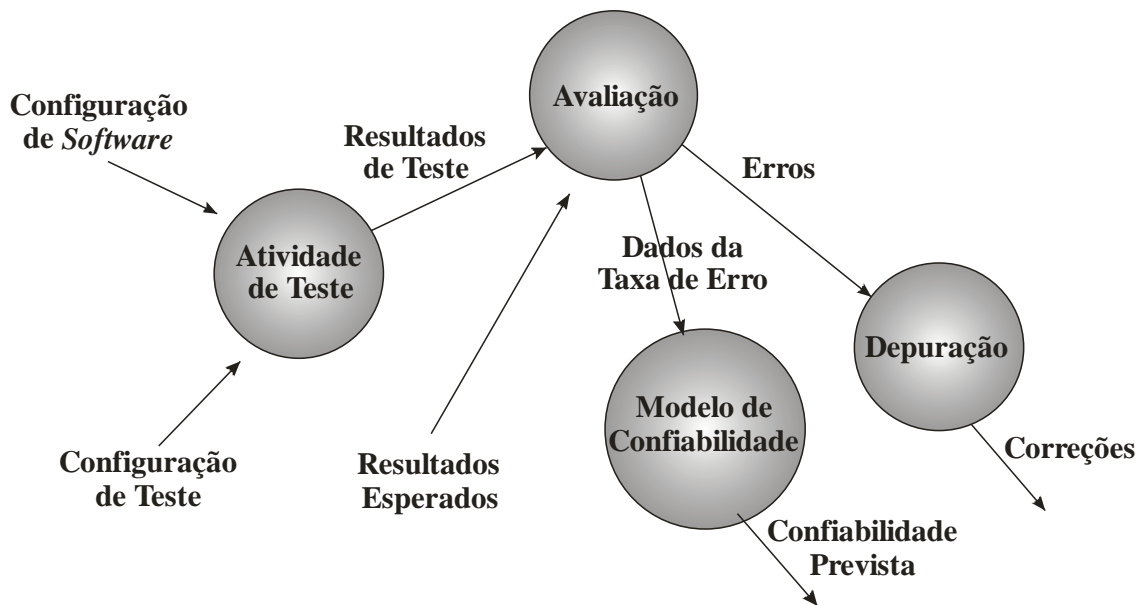 Avaliação
Configuração
de Software
Resultados
de Teste
Erros
Atividade
de Teste
Dados da
Taxa de Erro
Depuração
Modelo de
Confiabilidade
Configuração
de Teste
Resultados
Esperados
Correções
Confiabilidade
Prevista